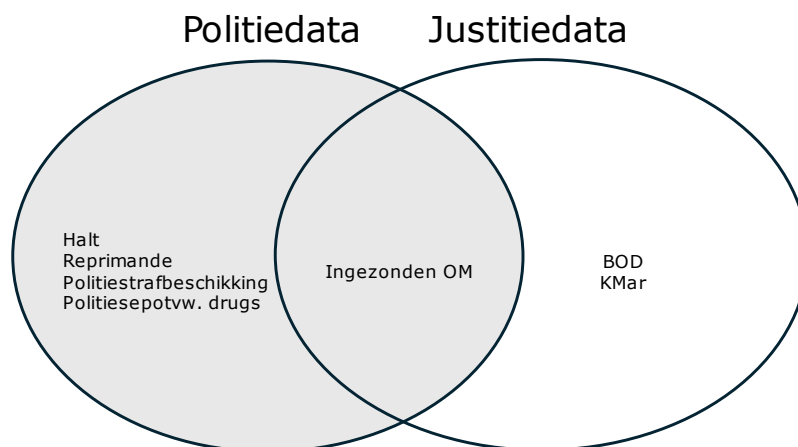 Politiedata
Justitiedata
Halt
Reprimande
Politiestrafbeschikking
Politiesepotvw. drugs
Ingezonden OM
BOD
KMar